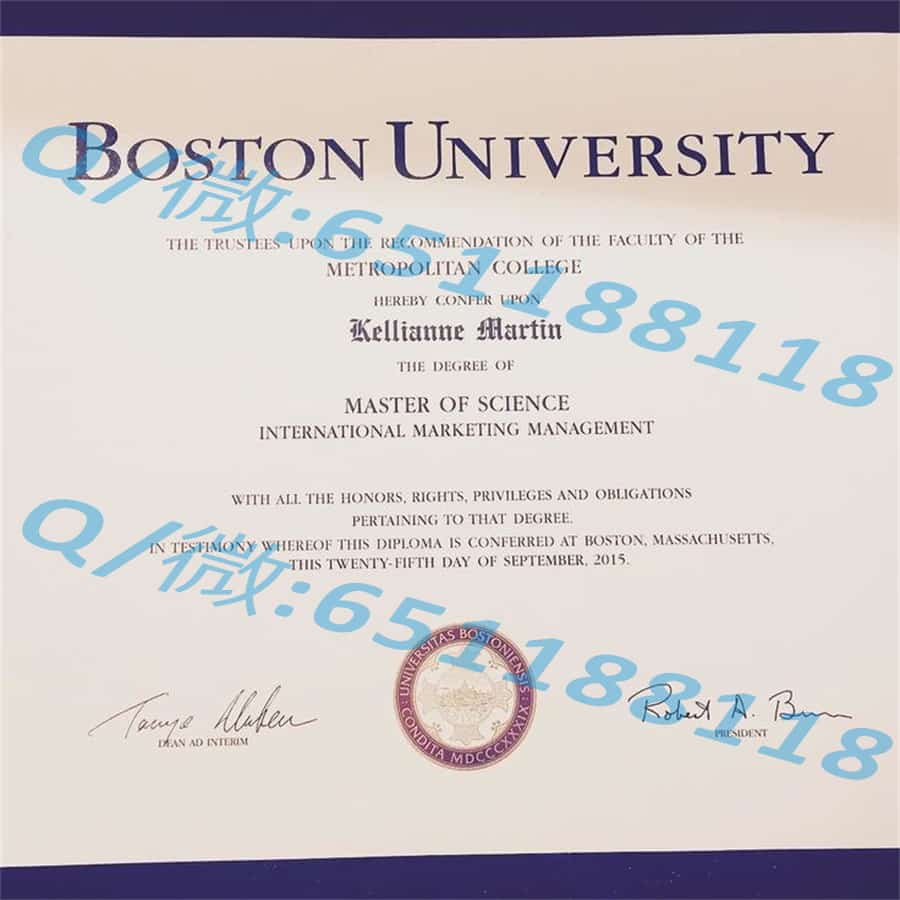 BOSTON UNIVERSITY
Q/微:651188118
THE TRUSTEES UPON THE RECOMMENDATION OF THE FACULTY OF THE
METROPOLITAN COLLEGE
HEREBY CONFER UPON
Kellianne Martin
THE DEGREE OF
MASTER OF SCIENCE
INTERNATIONAL MARKETING MANAGEMENT
WITH ALL THE HONORS, RIGHTS, PRIVILEGES AND OBLIGATIONS
PERTAINING TO THAT DEGREE.
IN TESTIMONY WHEREOF THIS DIPLOMA IS CONFERRED AT BOSTON, MASSACHUSETTS,
THIS TWENTY-FIFTH DAY OF SEPTEMBER, 2015.
Q/微:651188118
UNIVERSITAS BOSTONIENSIS
CONDITA MDCCCXXXIX
Robert A.
DEAN AD INTERIM
PRESIDENT